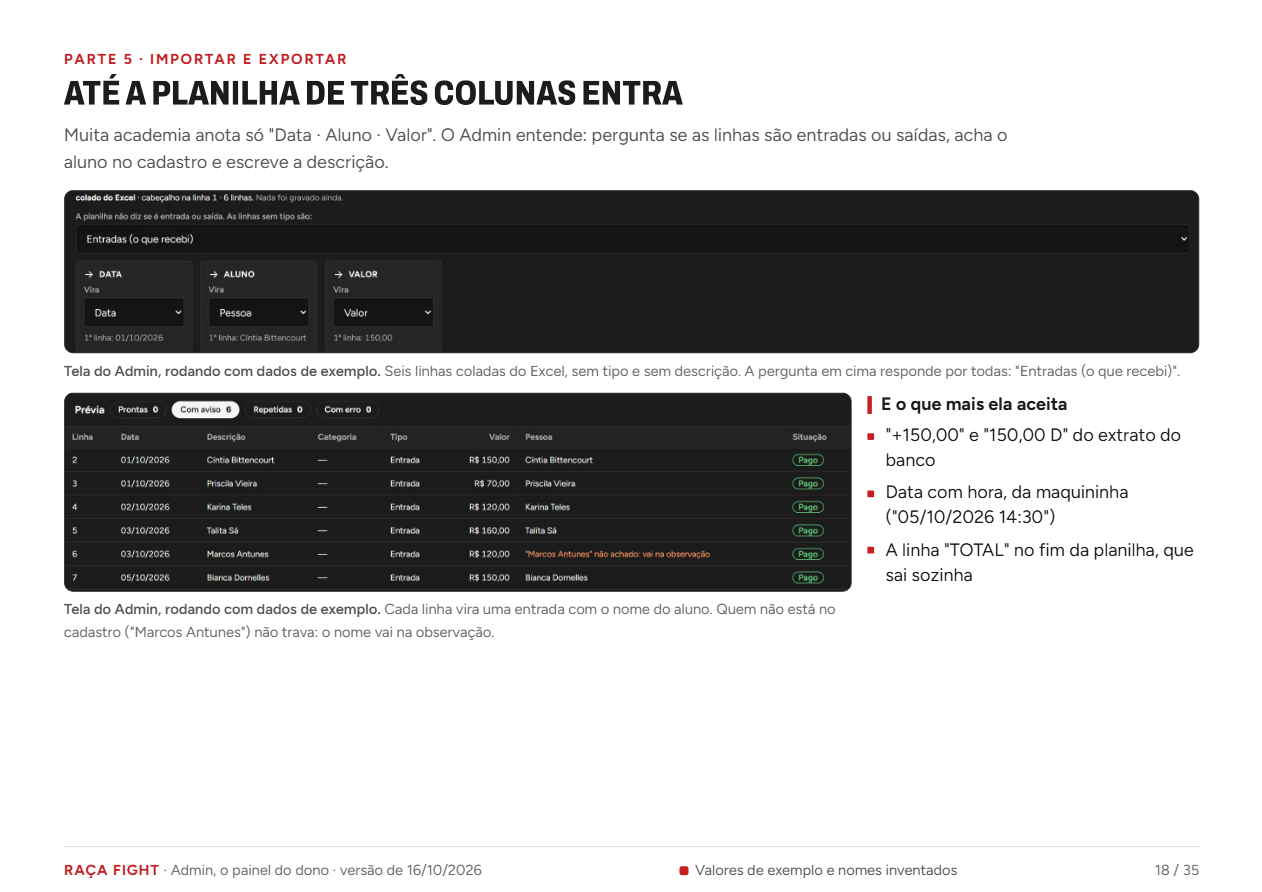 PARTE 5 · IMPORTAR E EXPORTAR
ATÉ A PLANILHA DE TRÊS COLUNAS ENTRA
Muita academia anota só "Data · Aluno · Valor". O Admin entende: pergunta se as linhas são entradas ou saídas, acha o
aluno no cadastro e escreve a descrição.
colado do Excel · cabeçalho na linha 1 · 6 linhas. Nada foi gravado ainda.
A planilha não diz se é entrada ou saída. As linhas sem tipo são:
Entradas (o que recebi)
→ DATA → ALUNO → VALOR
Vira Vira Vira
Data Pessoa Valor
1ª linha: 01/10/2026 1ª linha: Cíntia Bittencourt 1ª linha: 150,00
Tela do Admin, rodando com dados de exemplo. Seis linhas coladas do Excel, sem tipo e sem descrição. A pergunta em cima responde por todas: "Entradas (o que recebi)".
Prévia Prontas 0 Com aviso 6 Repetidas 0 Com erro 0
Linha Data Descrição Categoria Tipo Valor Pessoa Situação
2 01/10/2026 Cíntia Bittencourt — Entrada R$ 150,00 Cíntia Bittencourt Pago
3 01/10/2026 Priscila Vieira — Entrada R$ 70,00 Priscila Vieira Pago
4 02/10/2026 Karina Teles — Entrada R$ 120,00 Karina Teles Pago
5 03/10/2026 Talita Sá — Entrada R$ 160,00 Talita Sá Pago
6 03/10/2026 Marcos Antunes — Entrada R$ 120,00 "Marcos Antunes" não achado: vai na observação Pago
7 05/10/2026 Bianca Dornelles — Entrada R$ 150,00 Bianca Dornelles Pago
Tela do Admin, rodando com dados de exemplo. Cada linha vira uma entrada com o nome do aluno. Quem não está no
cadastro ("Marcos Antunes") não trava: o nome vai na observação.
E o que mais ela aceita
"+150,00" e "150,00 D" do extrato do
banco
Data com hora, da maquininha
("05/10/2026 14:30")
A linha "TOTAL" no fim da planilha, que
sai sozinha
RAÇA FIGHT · Admin, o painel do dono · versão de 16/10/2026
Valores de exemplo e nomes inventados
18 / 35